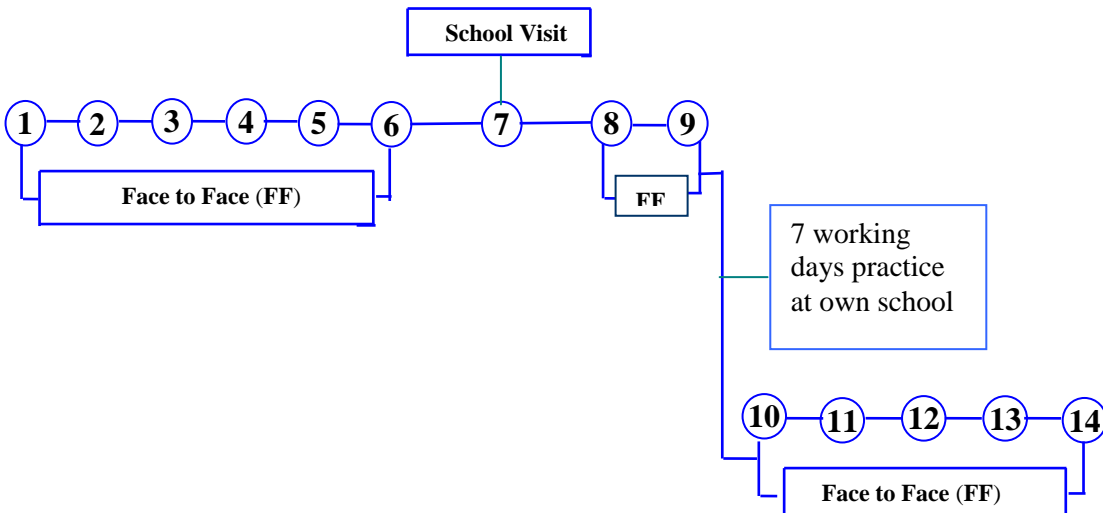 School Visit
1 2 3 4 5 6 7 8 9
Face to Face (FF)
FF
7 working
days practice
at own school
10 11 12 13 14
Face to Face (FF)